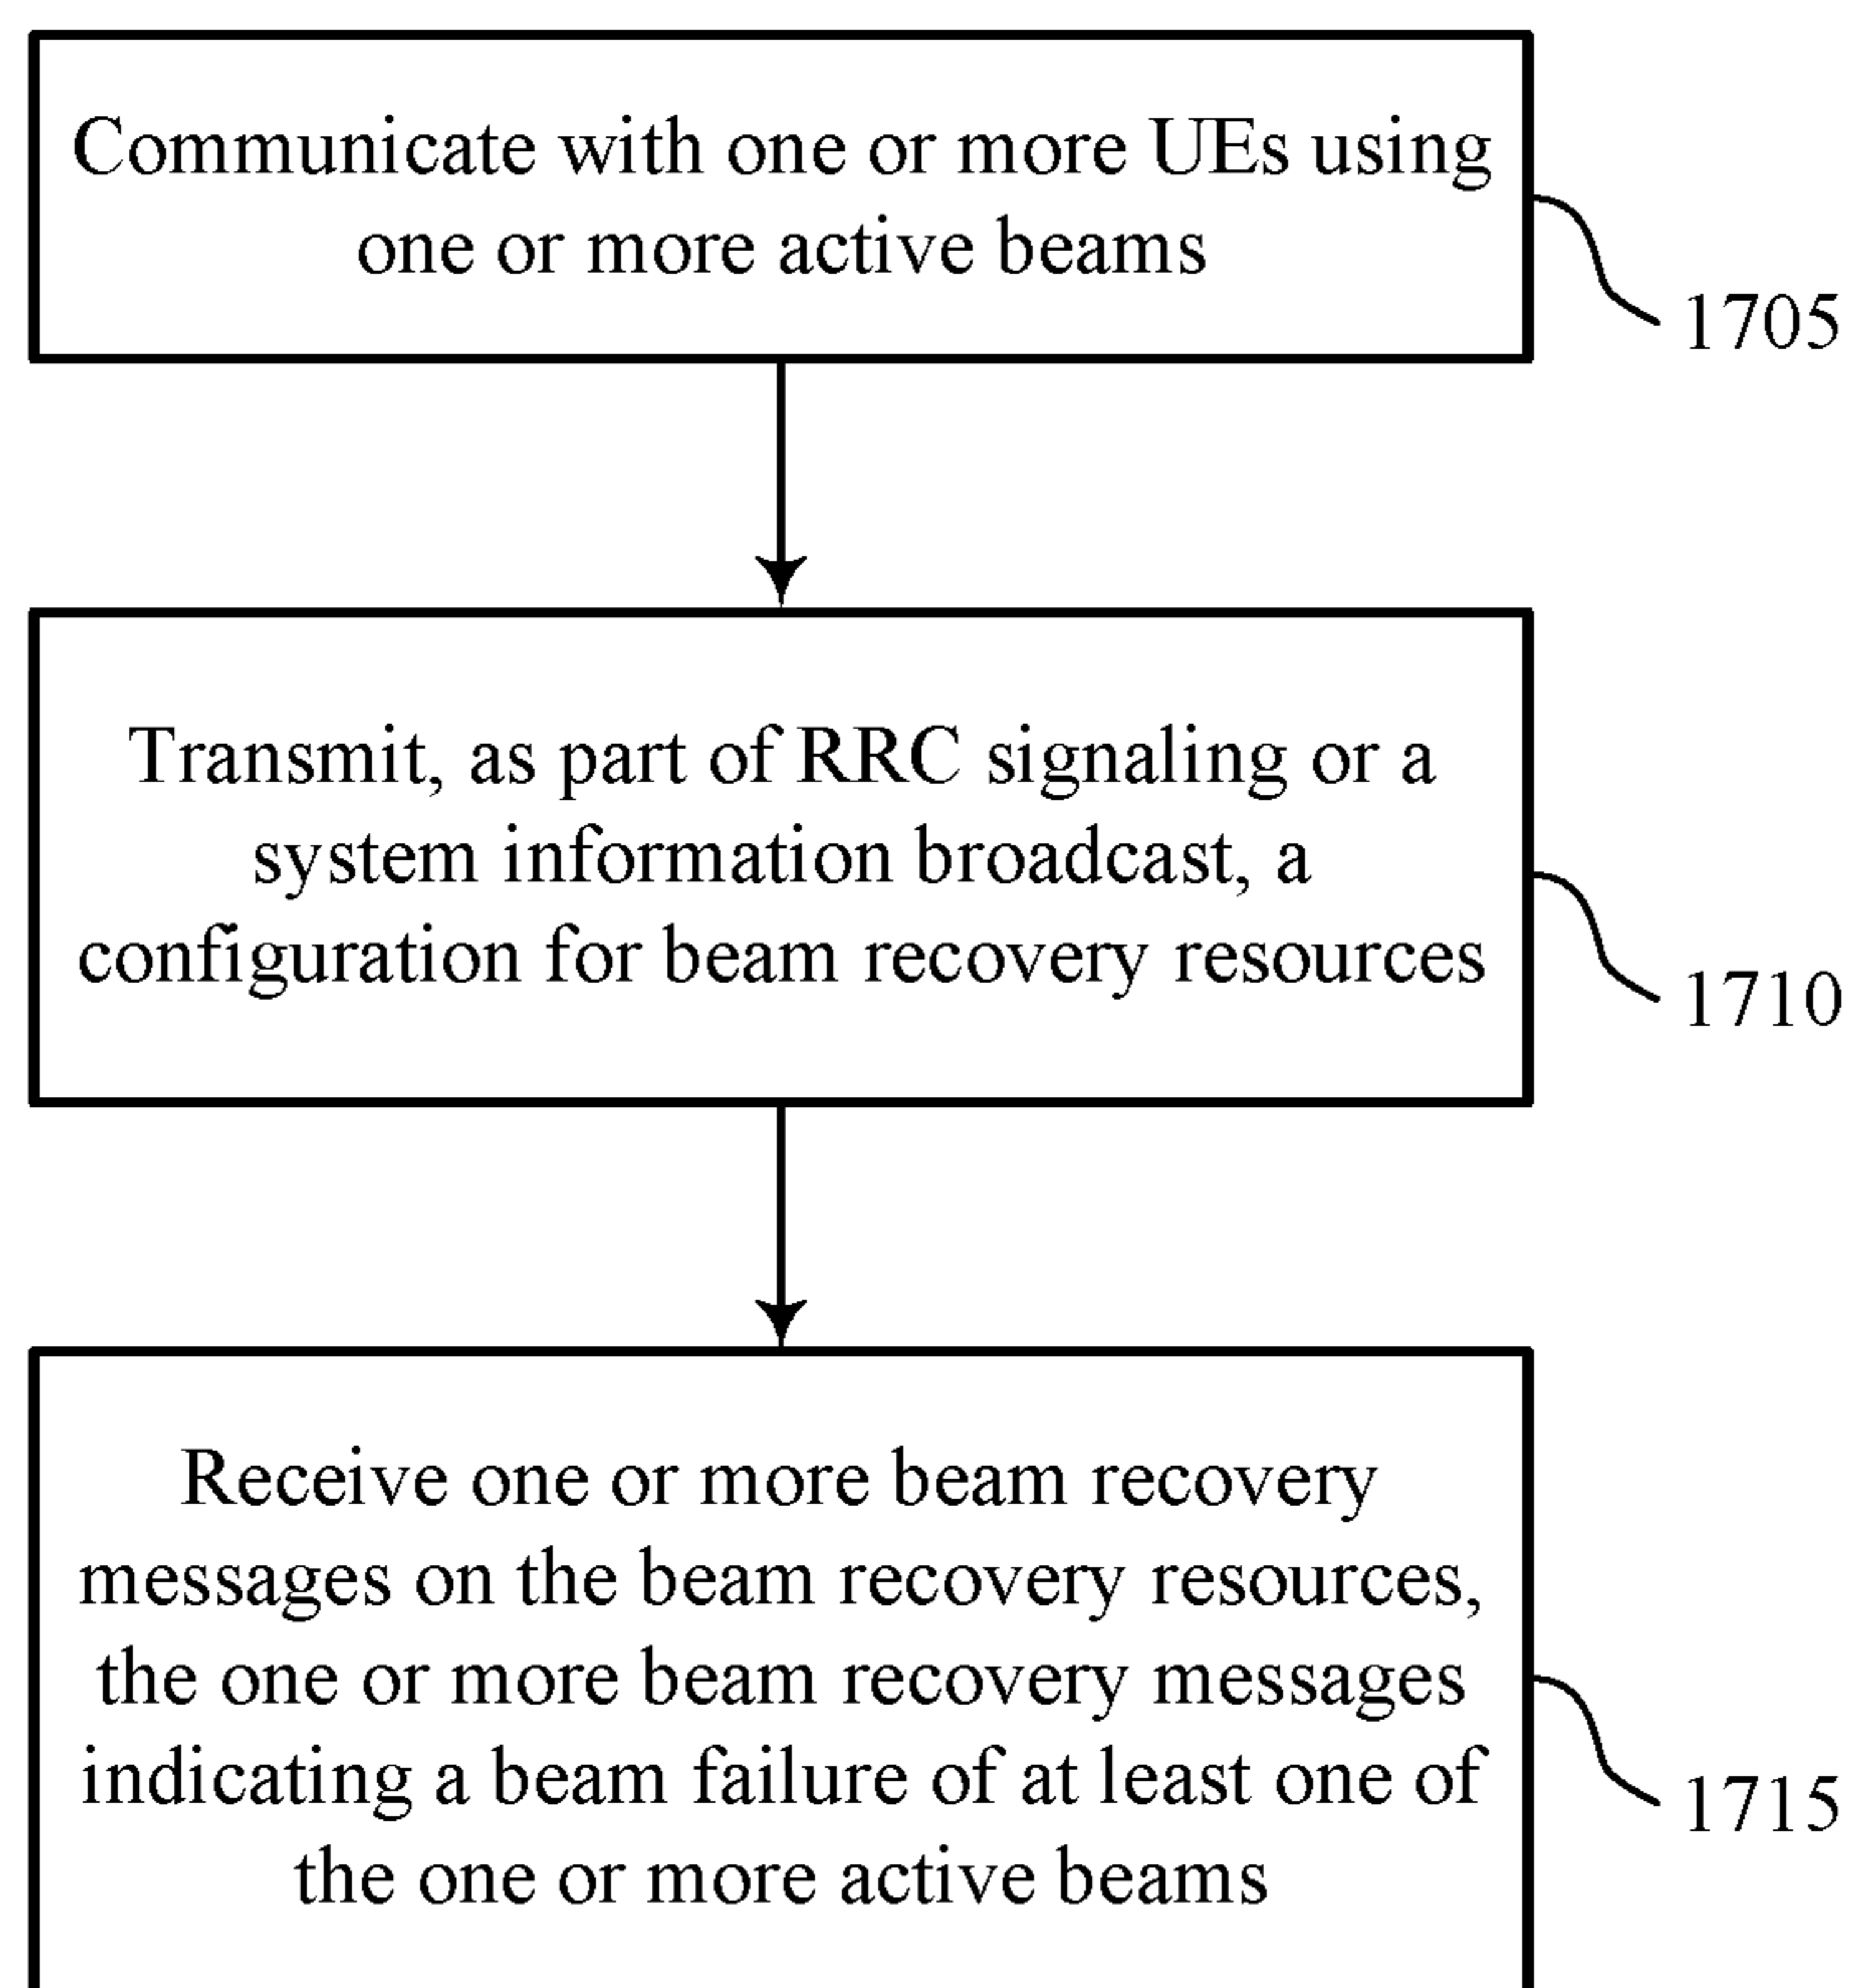 Communicate with one or more UEs using
one or more active beams
1705
Transmit, as part of RRC signaling or a
system information broadcast, a
configuration for beam recovery resources
1710
Receive one or more beam recovery
messages on the beam recovery resources,
the one or more beam recovery messages
indicating a beam failure of at least one of
the one or more active beams
1715